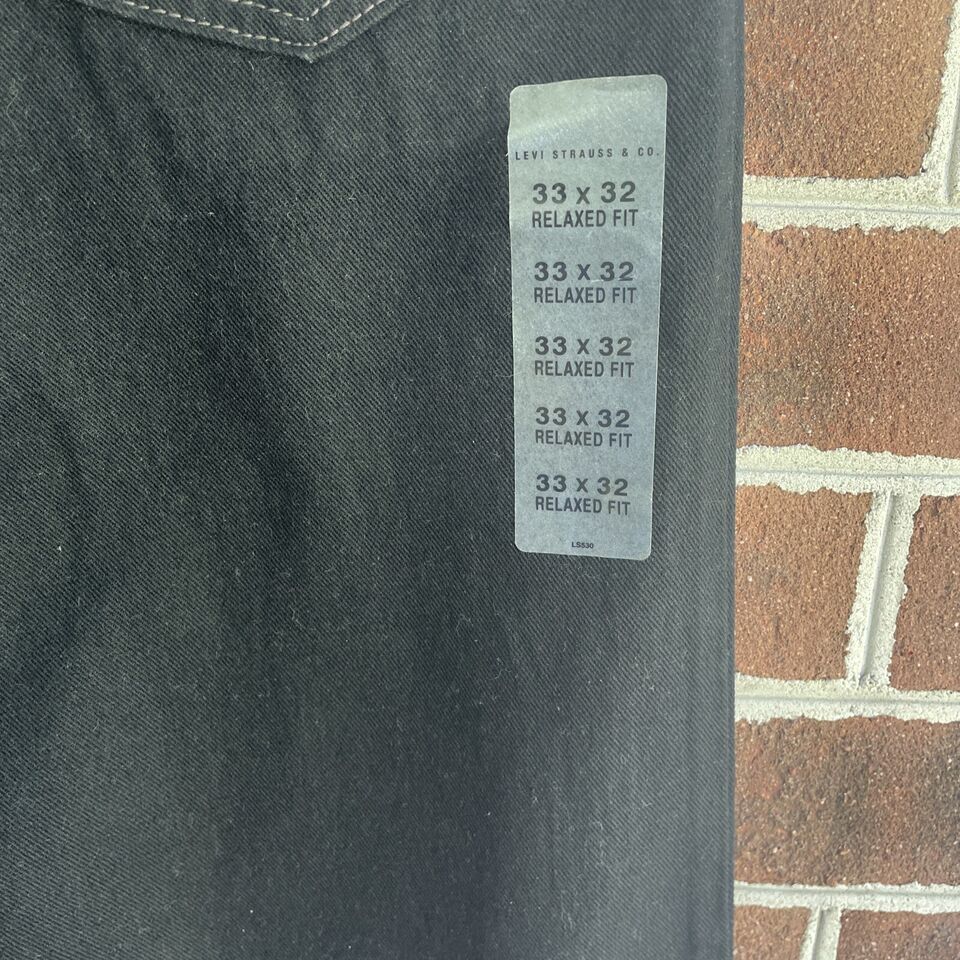 LEVI STRAUSS & CO.
33 x 32
RELAXED FIT
33 x 32
RELAXED FIT
33 x 32
RELAXED FIT
33 x 32
RELAXED FIT
33 x 32
RELAXED FIT
LS530